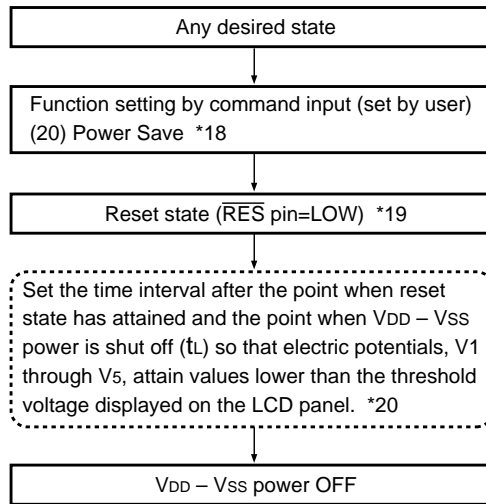 Any desired state
Function setting by command input (set by user)
(20) Power Save *18
Reset state (R̅E̅S̅ pin=LOW) *19
Set the time interval after the point when reset
state has attained and the point when VDD – VSS
power is shut off (tL) so that electric potentials, V1
through V5, attain values lower than the threshold
voltage displayed on the LCD panel. *20
VDD – VSS power OFF